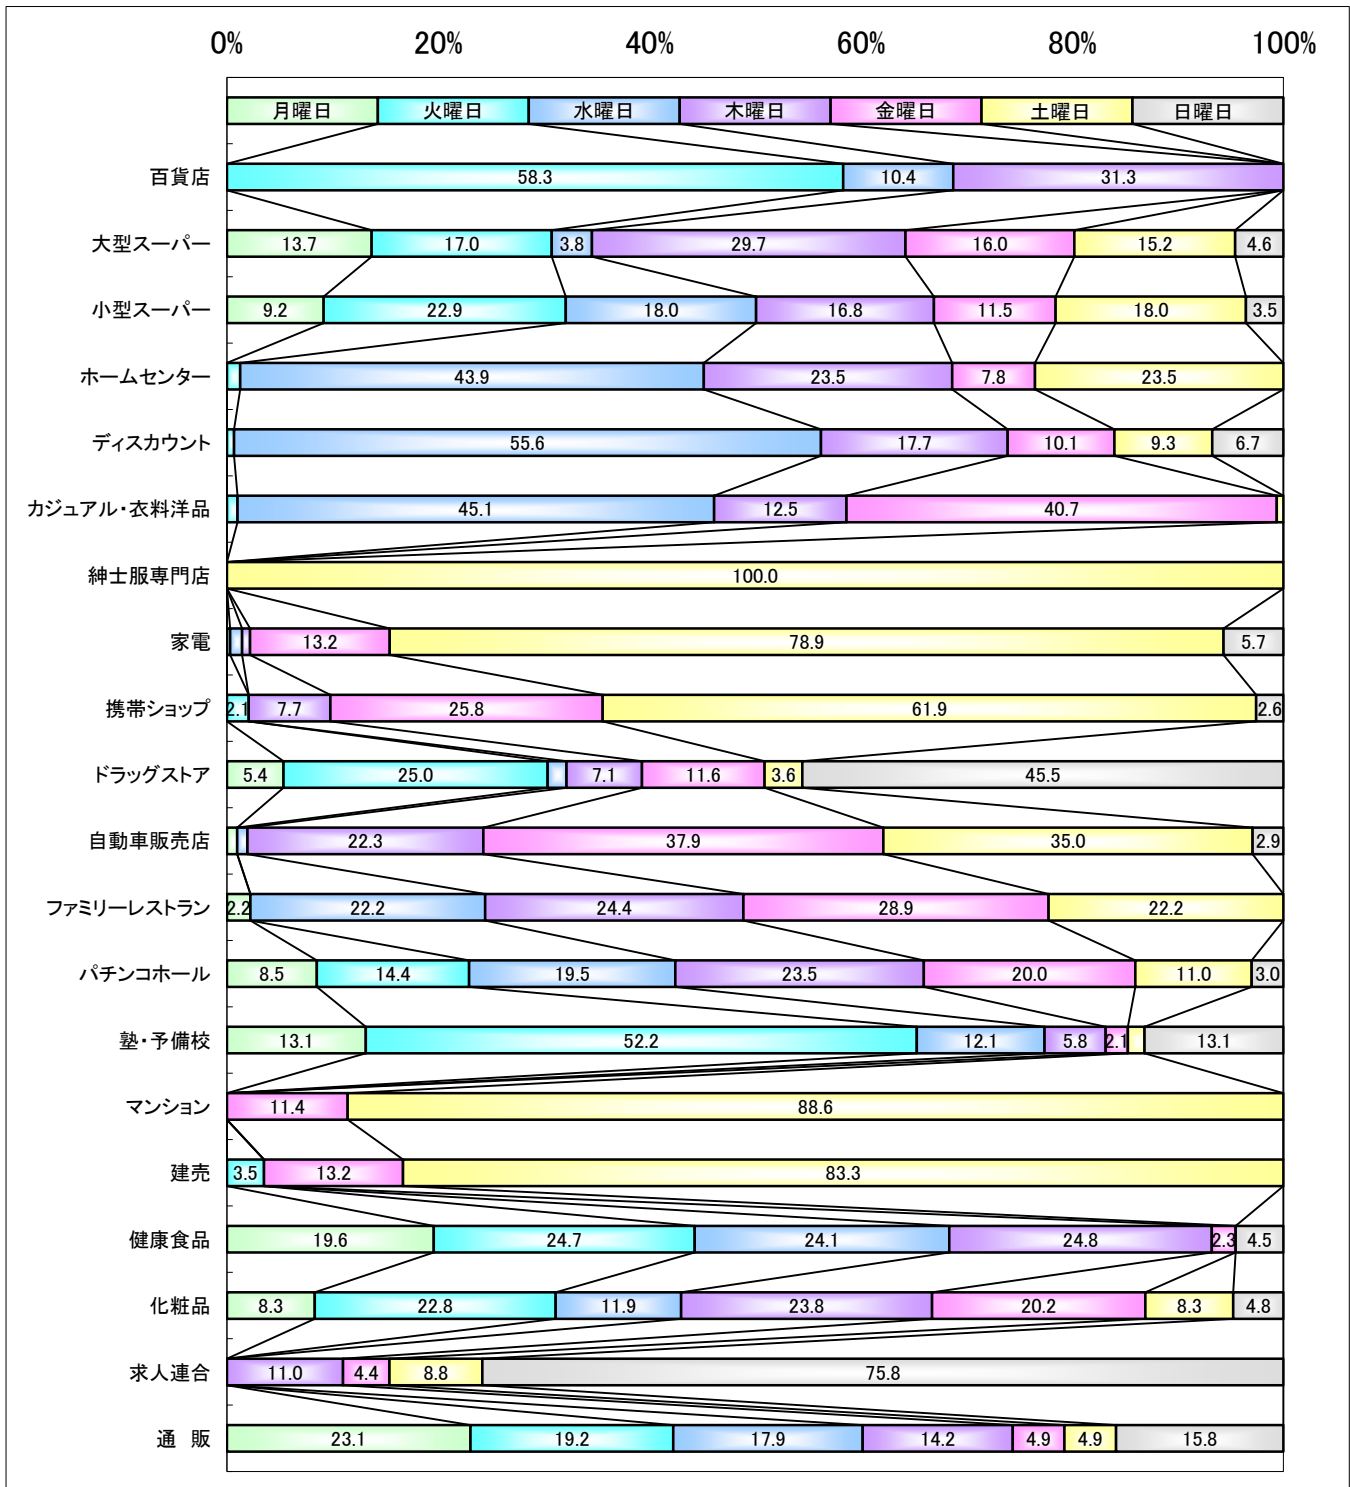 0% 20% 40% 60% 80% 100%
月曜日 火曜日 水曜日 木曜日 金曜日 土曜日 日曜日
百貨店 58.3 10.4 31.3
大型スーパー 13.7 17.0 3.8 29.7 16.0 15.2 4.6
小型スーパー 9.2 22.9 18.0 16.8 11.5 18.0 3.5
ホームセンター 43.9 23.5 7.8 23.5
ディスカウント 55.6 17.7 10.1 9.3 6.7
カジュアル・衣料洋品 45.1 12.5 40.7
紳士服専門店 100.0
家電 13.2 78.9 5.7
携帯ショップ 2.1 7.7 25.8 61.9 2.6
ドラッグストア 5.4 25.0 7.1 11.6 3.6 45.5
自動車販売店 22.3 37.9 35.0 2.9
ファミリーレストラン 2.2 22.2 24.4 28.9 22.2
パチンコホール 8.5 14.4 19.5 23.5 20.0 11.0 3.0
塾・予備校 13.1 52.2 12.1 5.8 2.1 13.1
マンション 11.4 88.6
建売 3.5 13.2 83.3
健康食品 19.6 24.7 24.1 24.8 2.3 4.5
化粧品 8.3 22.8 11.9 23.8 20.2 8.3 4.8
求人連合 11.0 4.4 8.8 75.8
通 販 23.1 19.2 17.9 14.2 4.9 4.9 15.8